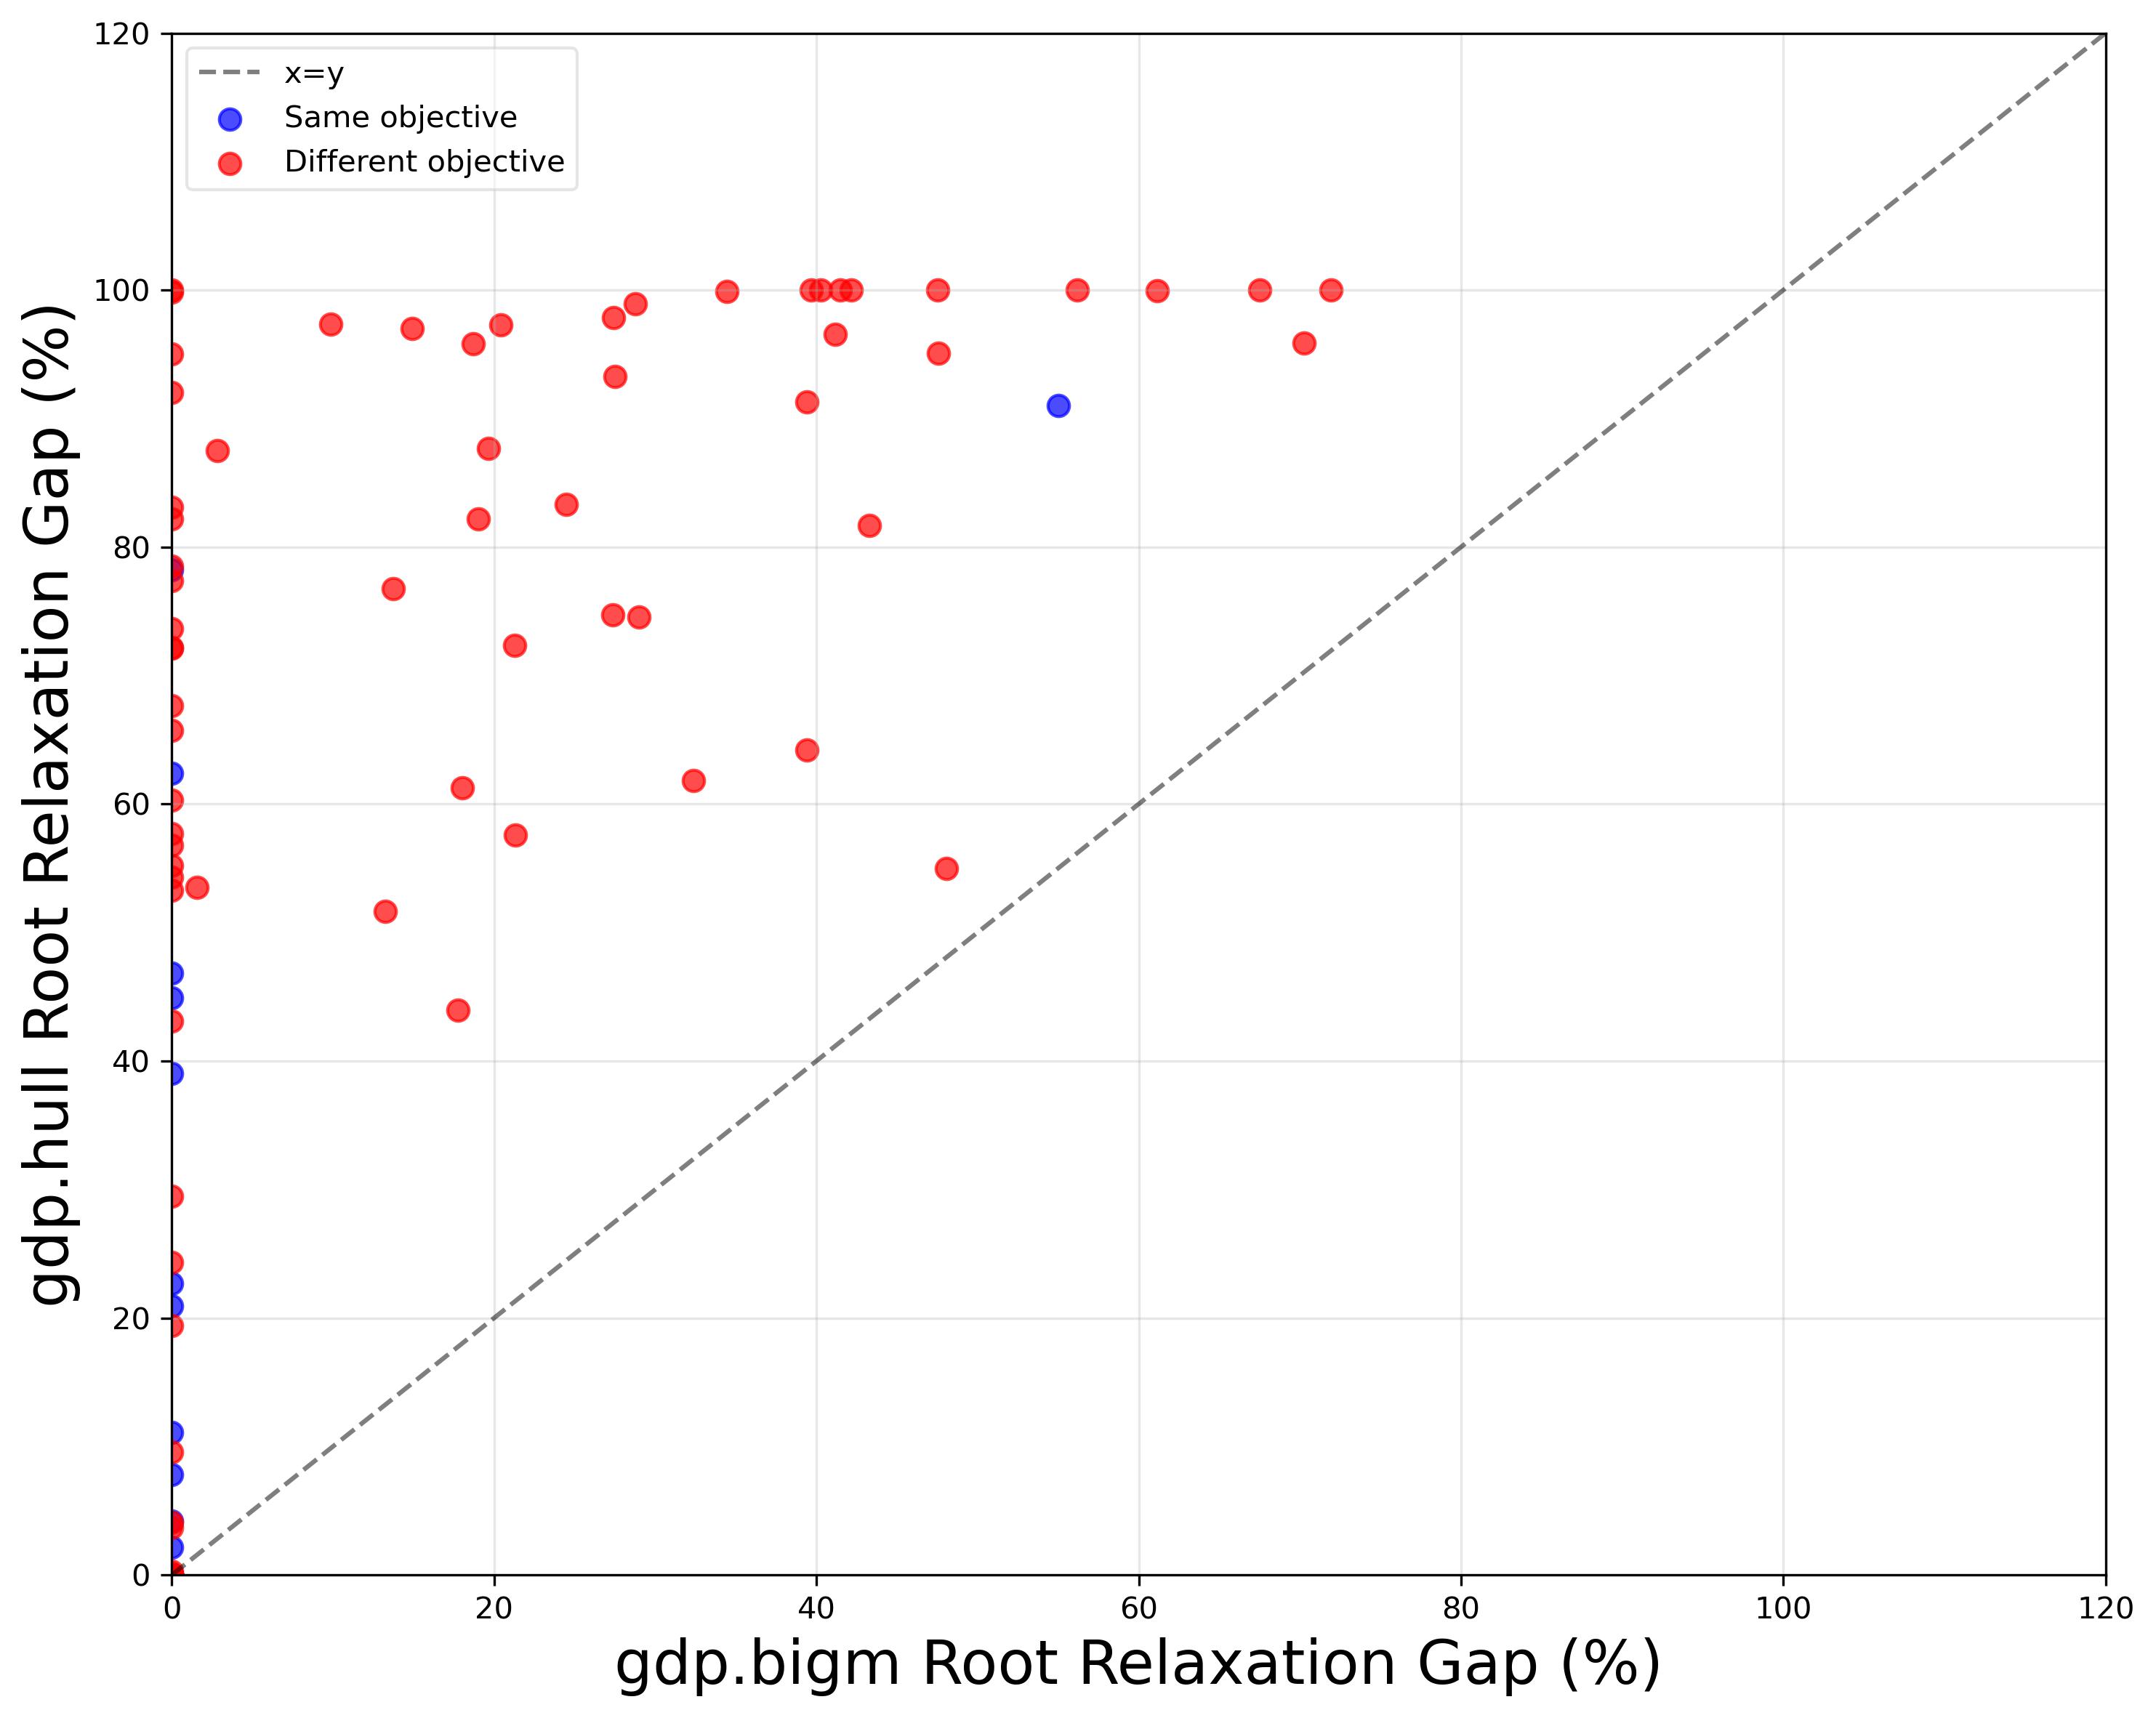 x=y
Same objective
Different objective
120
100
80
60
40
20
0
gdp.hull Root Relaxation Gap (%)
0 20 40 60 80 100 120
gdp.bigm Root Relaxation Gap (%)